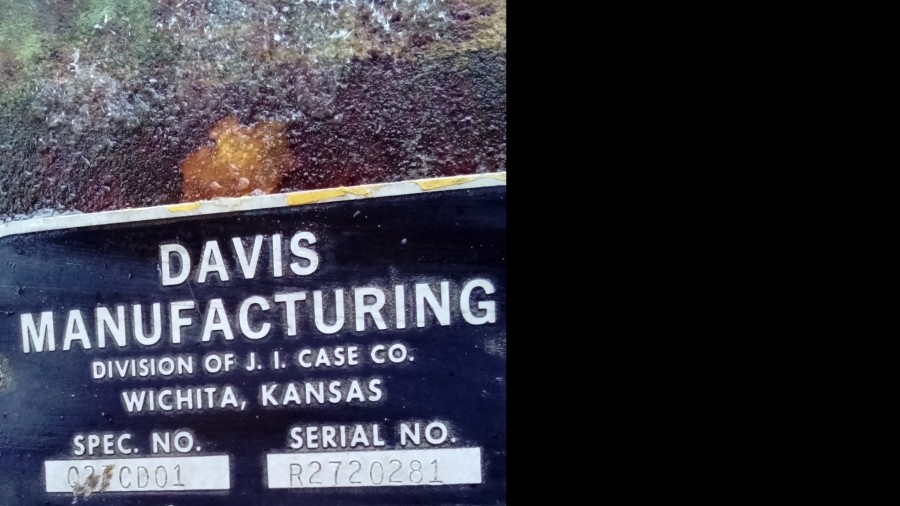 DAVIS
MANUFACTURING
DIVISION OF J. I. CASE CO.
WICHITA, KANSAS
SPEC. NO. SERIAL NO.
R2720281